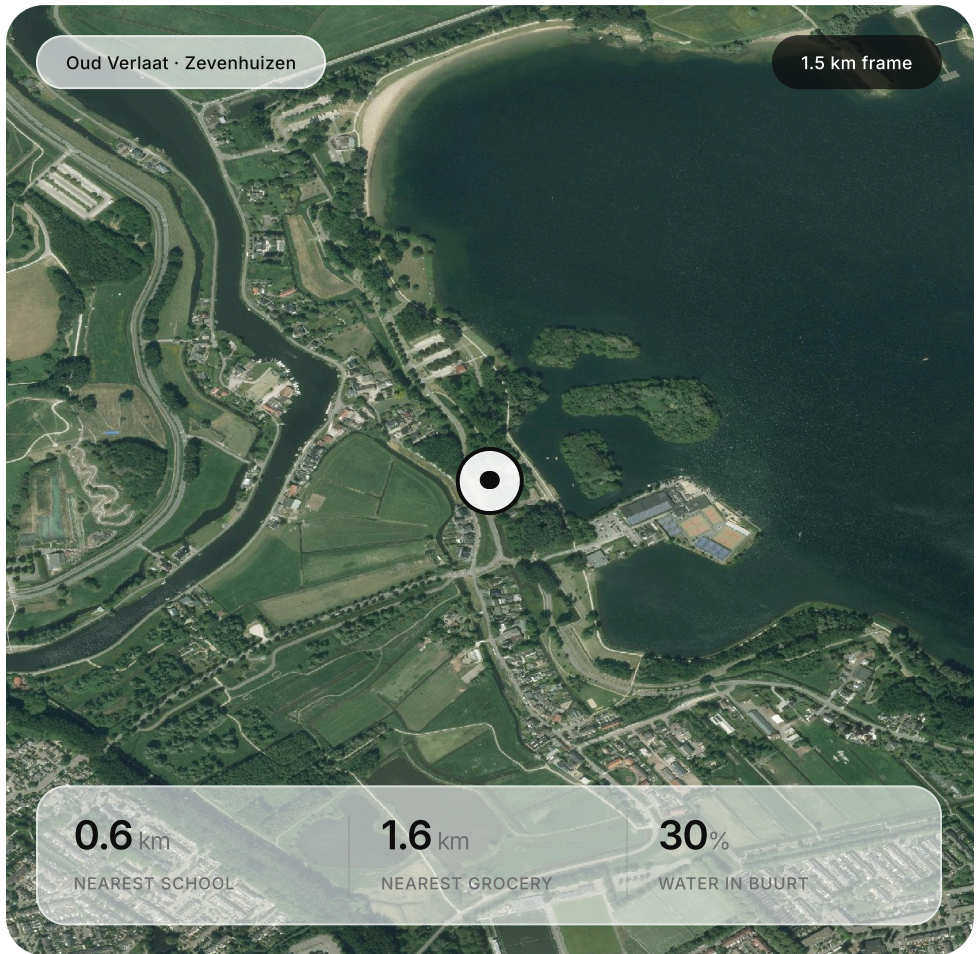 Oud Verlaat · Zevenhuizen
1.5 km frame
0.6 km
1.6 km
30%
NEAREST SCHOOL
NEAREST GROCERY
WATER IN BUURT